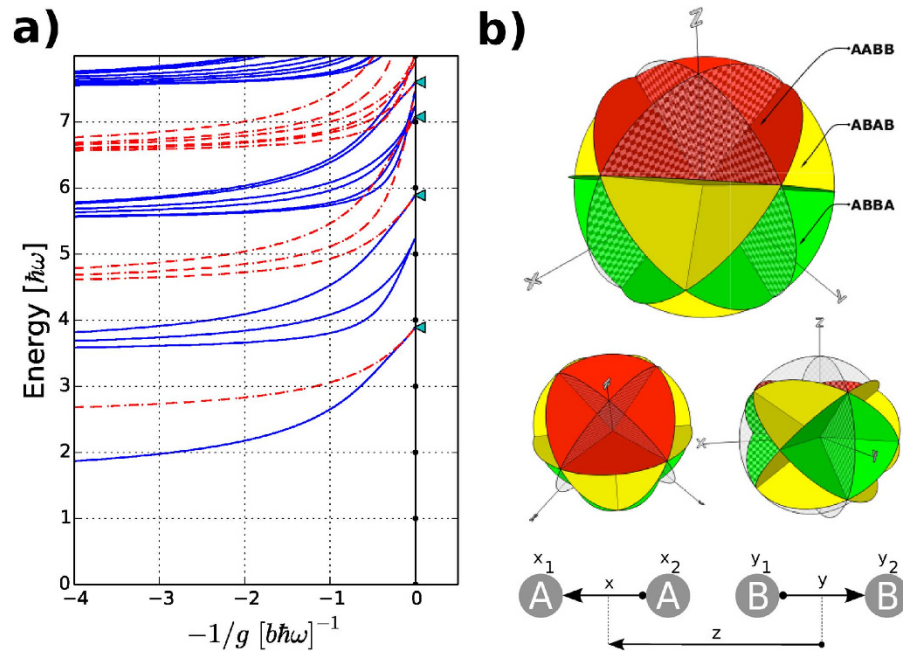 a)
Energy [ħω]
7
6
5
4
3
2
1
0
-4
-3
-2
-1
0
-1/g [bħω]⁻¹
b)
Z
AABB
ABAB
ABBA
X
Y
Z
X
x₁
x₂
y₁
y₂
A
x
A
B
y
B
z